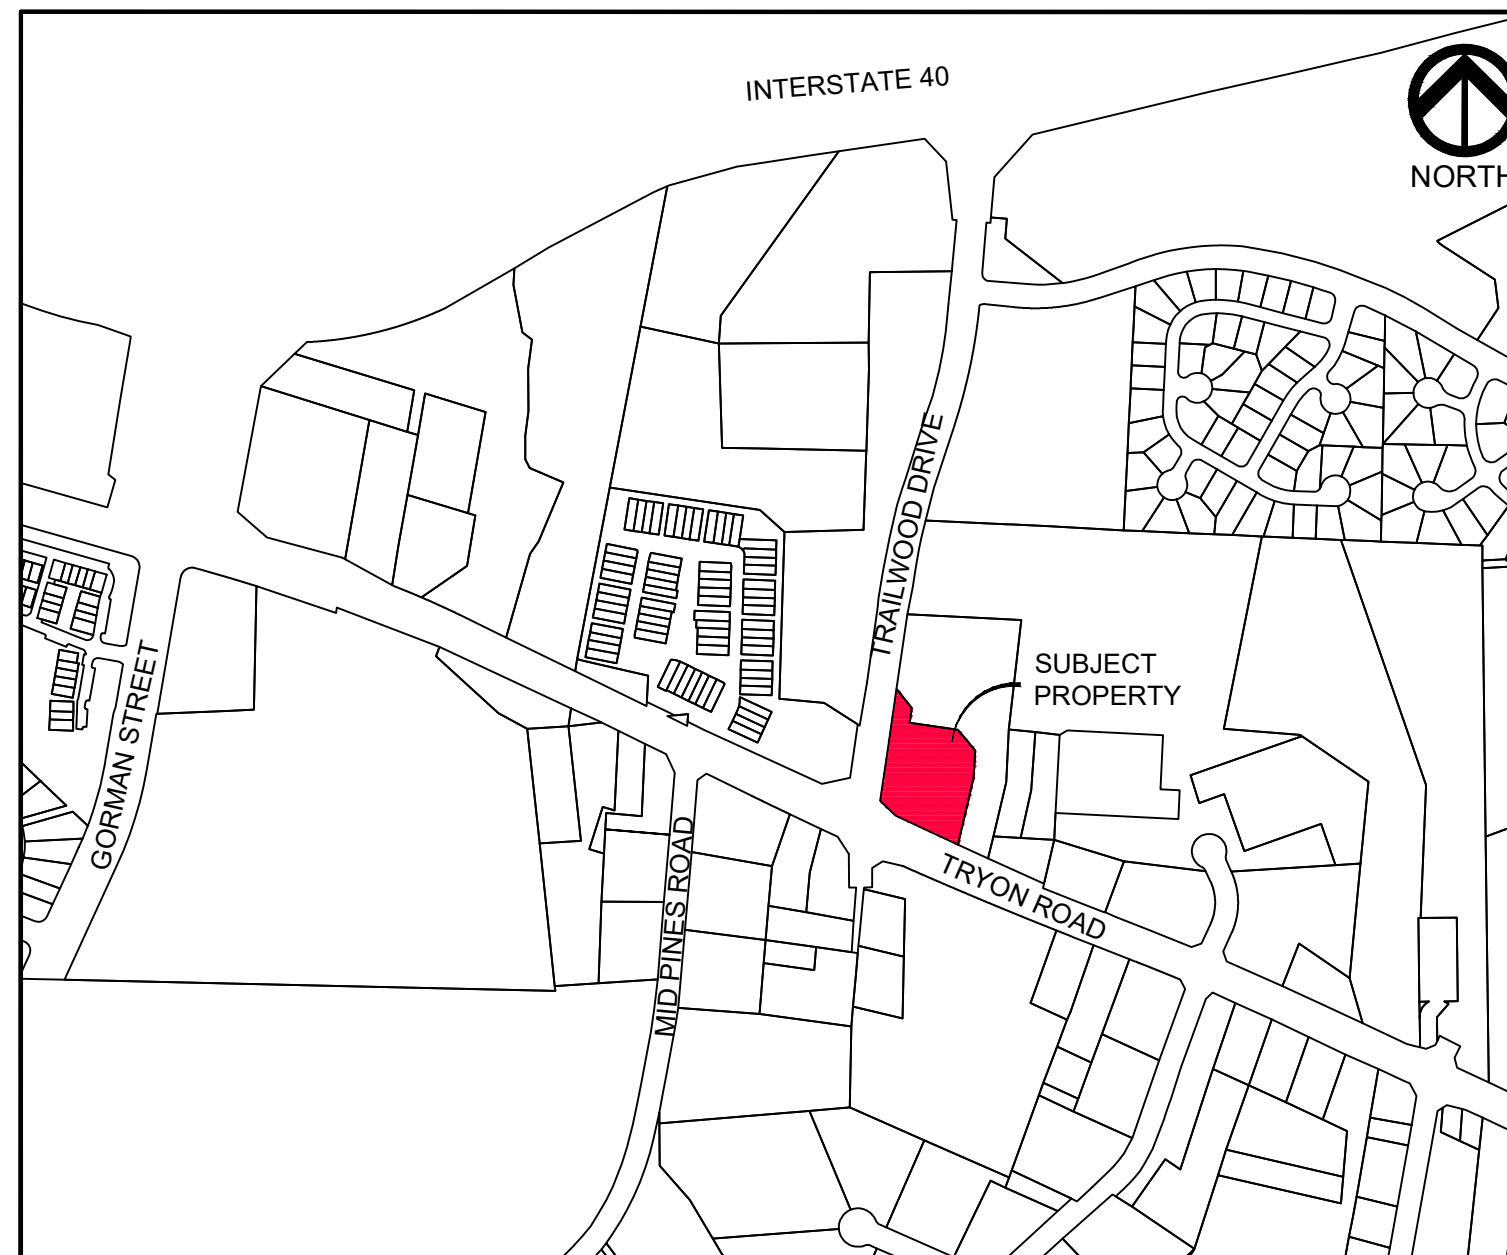 INTERSTATE 40
NORTH
TRAILWOOD DRIVE
SUBJECT
PROPERTY
GORMAN STREET
MID PINES ROAD
TRYON ROAD